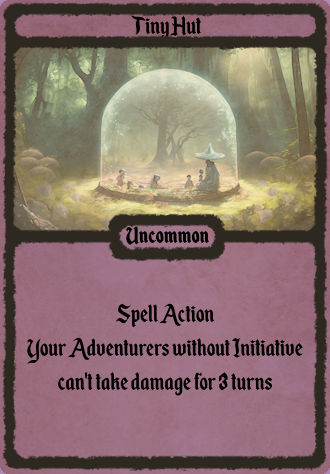 Tiny Hut
Uncommon
Spell Action
Your Adventurers without Initiative
can't take damage for 3 turns